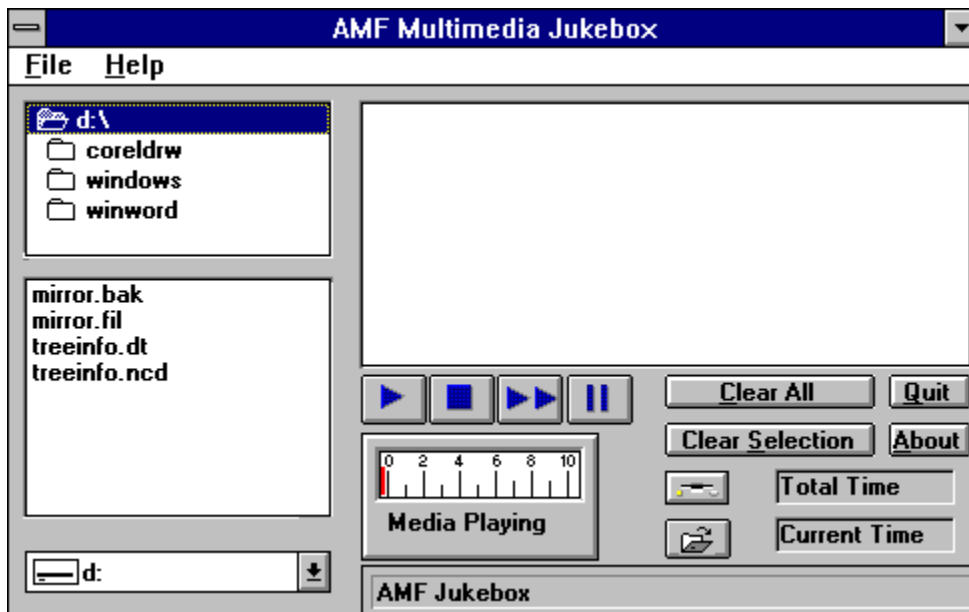 AMF Multimedia Jukebox
File Help
d:\
coreldrw
windows
winword
mirror.bak
mirror.fil
treeinfo.dt
treeinfo.ncd
d:
Clear All Quit
Clear Selection About
0 2 4 6 8 10
Media Playing
Total Time
Current Time
AMF Jukebox